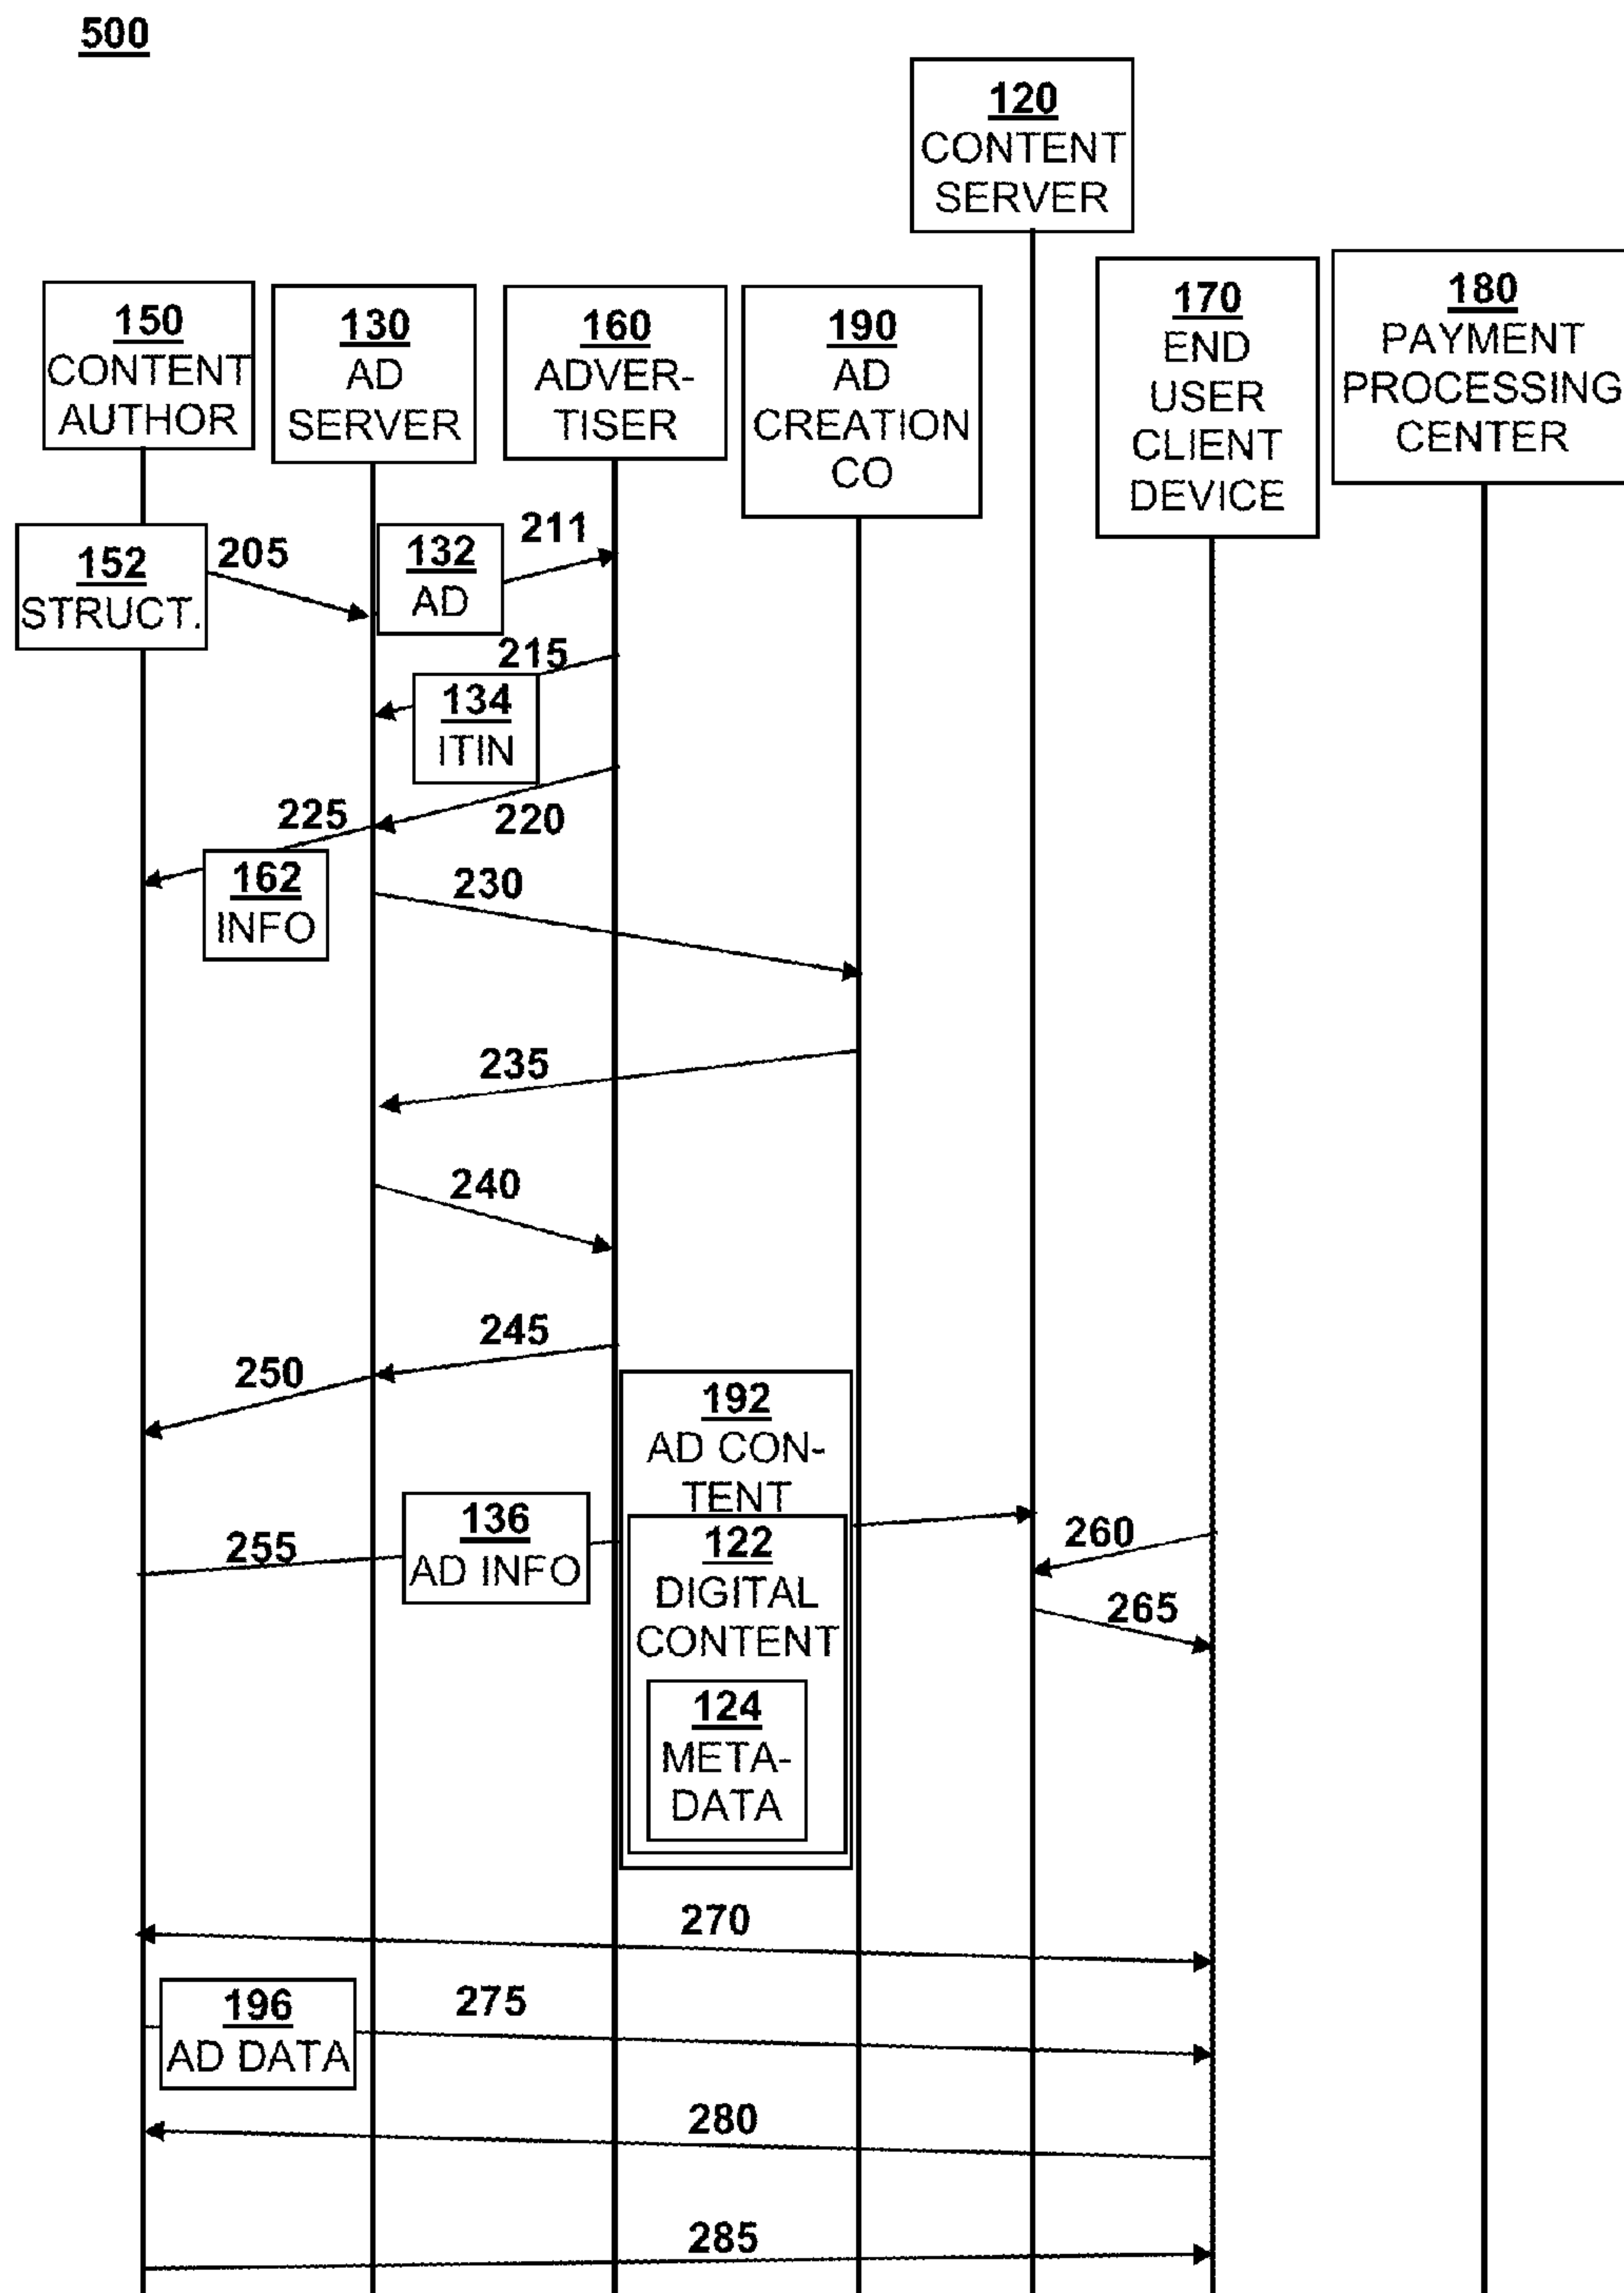 500
120
CONTENT
SERVER
150
CONTENT
AUTHOR
130
AD
SERVER
160
ADVER-
TISER
190
AD
CREATION
CO
170
END
USER
CLIENT
DEVICE
180
PAYMENT
PROCESSING
CENTER
152
STRUCT.
205
132
AD
211
215
134
ITIN
220
225
162
INFO
230
235
240
245
250
192
AD CON-
TENT
255
136
AD INFO
122
DIGITAL
CONTENT
124
META-
DATA
260
265
270
196
AD DATA
275
280
285